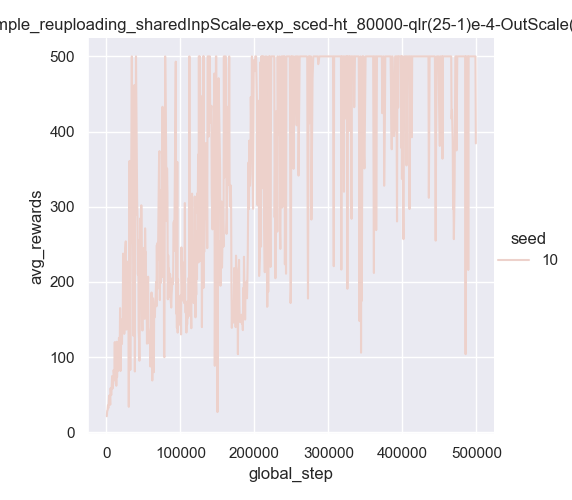 mple_reuploading_sharedInpScale-exp_sced-ht_80000-qlr(25-1)e-4-OutScale(
500
400
300
200
100
0
avg_rewards
seed
10
0 100000 200000 300000 400000 500000
global_step